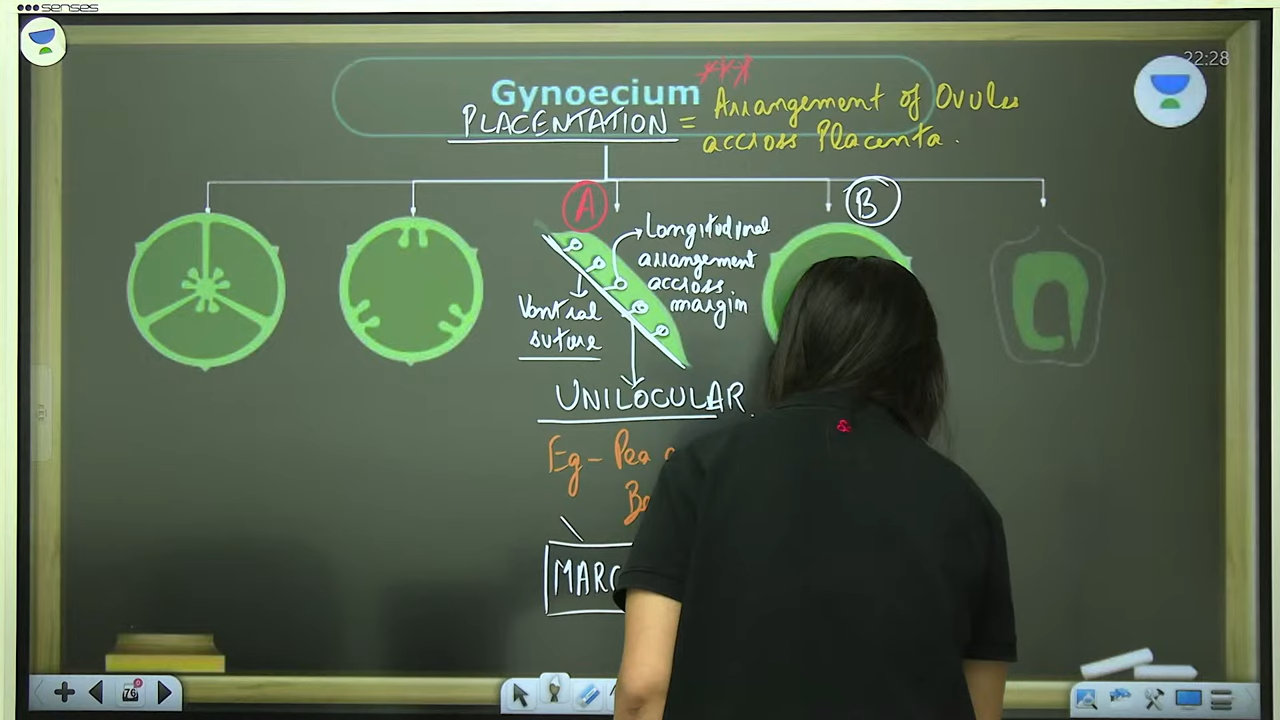 senses
22:28
Gynoecium
PLACENTATION = Arrangement of Ovules
accross Placenta.
A
B
Longitudinal
arrangement
accross
margin
Ventral
suture
UNILOCULAR.
Eg - Pea
76